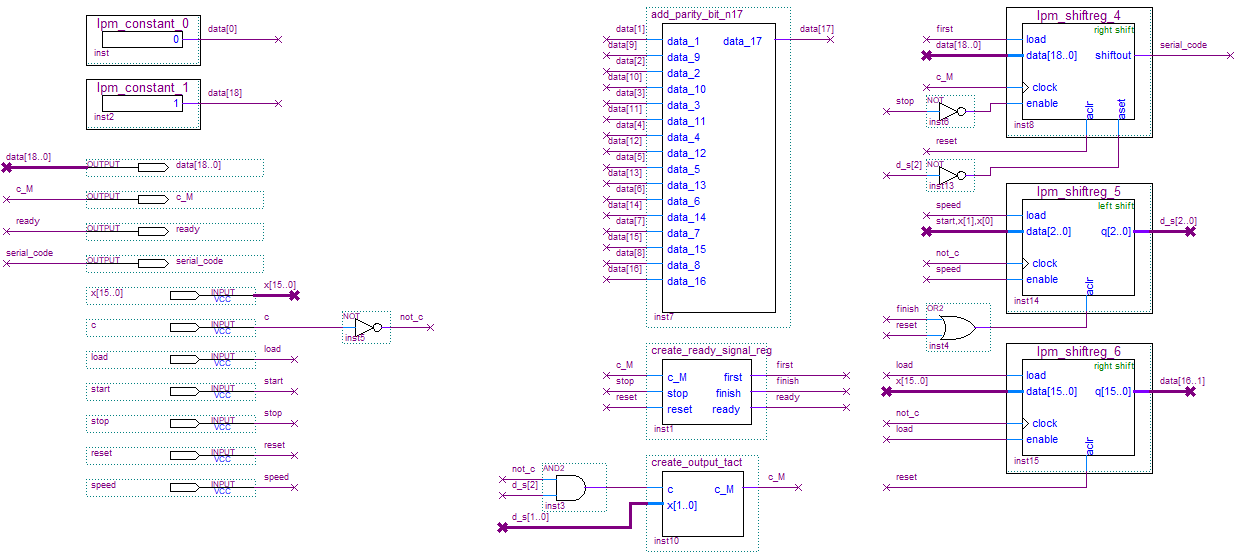 lpm_constant_0
0
data[0]
inst
lpm_constant_1
1
data[18]
inst2
data[18..0]
OUTPUT
data[18..0]
c_M
OUTPUT
c_M
ready
OUTPUT
ready
serial_code
OUTPUT
serial_code
x[15..0]
INPUT
VCC
x[15..0]
c
INPUT
VCC
c
NOT
inst5
not_c
load
INPUT
VCC
load
start
INPUT
VCC
start
stop
INPUT
VCC
stop
reset
INPUT
VCC
reset
speed
INPUT
VCC
speed
add_parity_bit_n17
data[1]
data_1
data_17
data[17]
data[9]
data_9
data[2]
data_2
data[10]
data_10
data[3]
data_3
data[11]
data_11
data[4]
data_4
data[12]
data_12
data[5]
data_5
data[13]
data_13
data[6]
data_6
data[14]
data_14
data[7]
data_7
data[15]
data_15
data[8]
data_8
data[16]
data_16
inst7
create_ready_signal_reg
c_M
c_M
first
first
stop
stop
finish
finish
reset
reset
ready
ready
inst1
create_output_tact
not_c
AND2
d_s[2]
inst3
c
c_M
c_M
d_s[1..0]
x[1..0]
inst10
lpm_shiftreg_4
right shift
first
load
data[18..0]
data[18..0]
shiftout
serial_code
c_M
clock
stop
NOT
inst6
enable
inst8
aclr
aset
reset
d_s[2]
NOT
inst13
lpm_shiftreg_5
left shift
speed
load
start,x[1],x[0]
data[2..0]
q[2..0]
d_s[2..0]
not_c
clock
speed
enable
inst14
aclr
finish
OR2
reset
inst4
lpm_shiftreg_6
right shift
load
load
x[15..0]
data[15..0]
q[15..0]
data[16..1]
not_c
clock
load
enable
inst15
aclr
reset